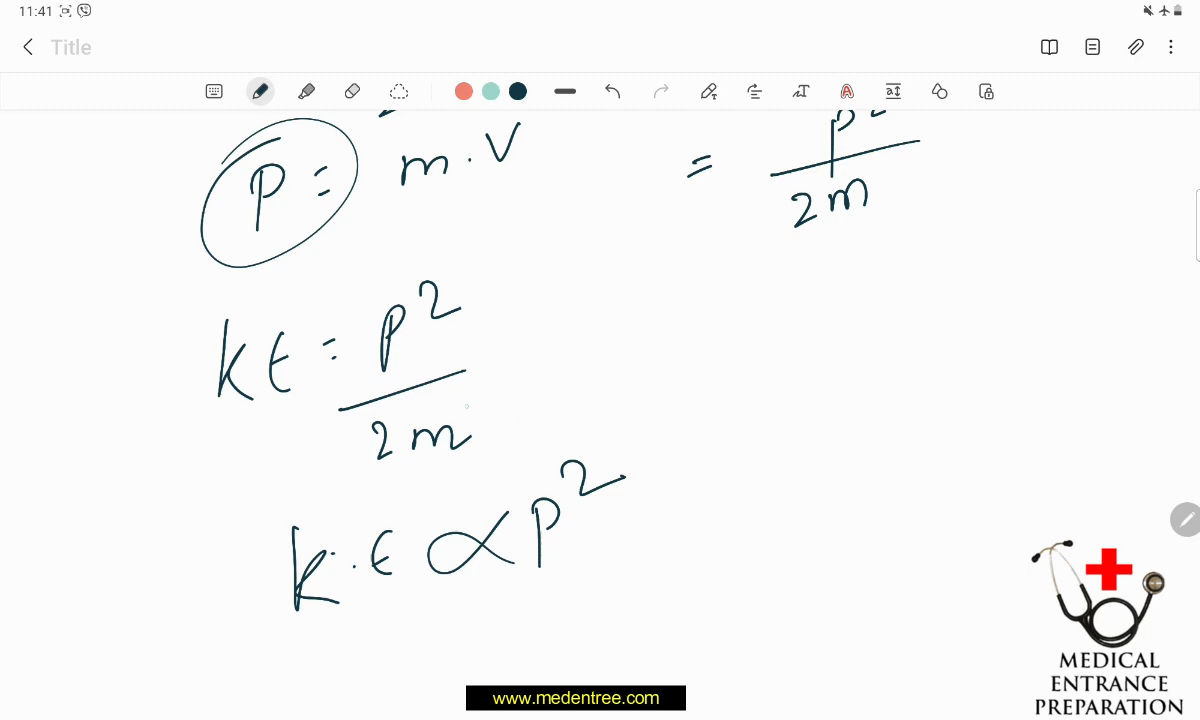 11:41
Title
P = m · V
= p²
2m
KE = p²
2m
K.E ∝ P²
MEDICAL
ENTRANCE
PREPARATION
www.medentree.com